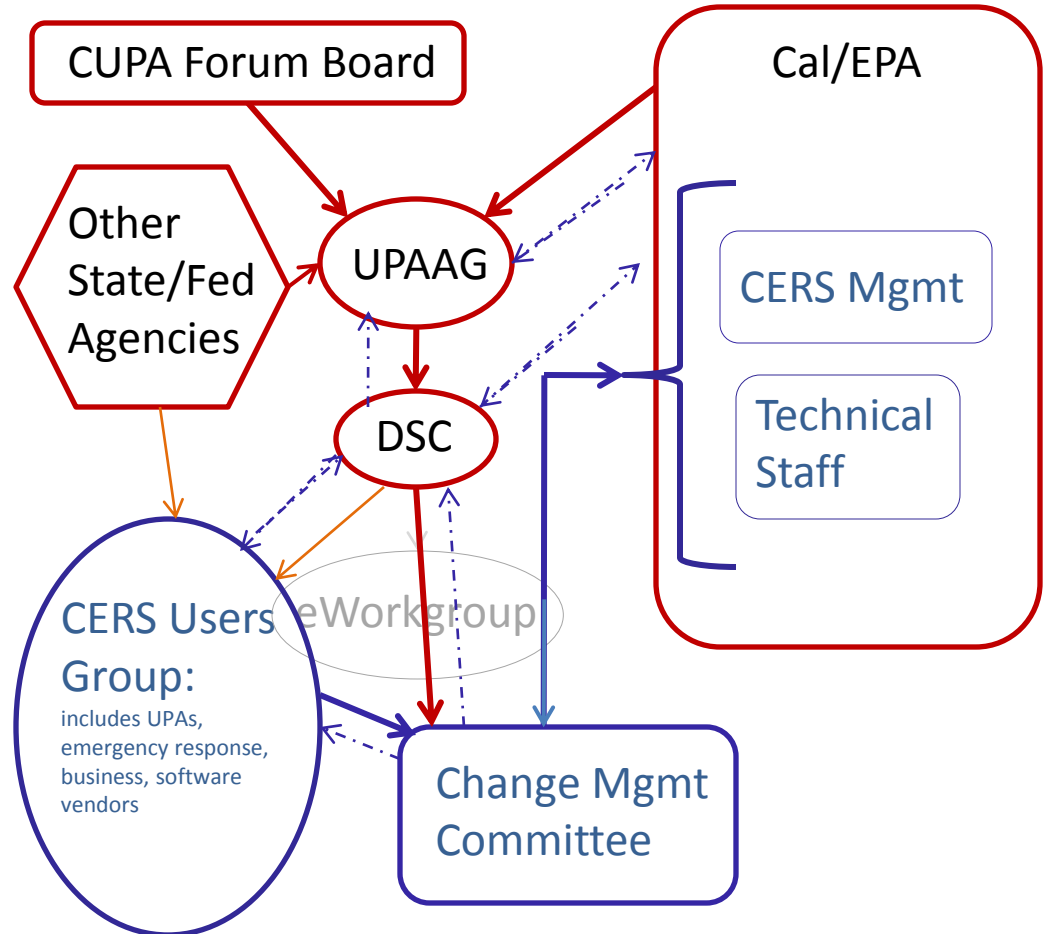 CUPA Forum Board
Cal/EPA
Other
State/Fed
Agencies
UPAAG
CERS Mgmt
DSC
Technical
Staff
eWorkgroup
CERS Users
Group:
includes UPAs,
emergency response,
business, software
vendors
Change Mgmt
Committee